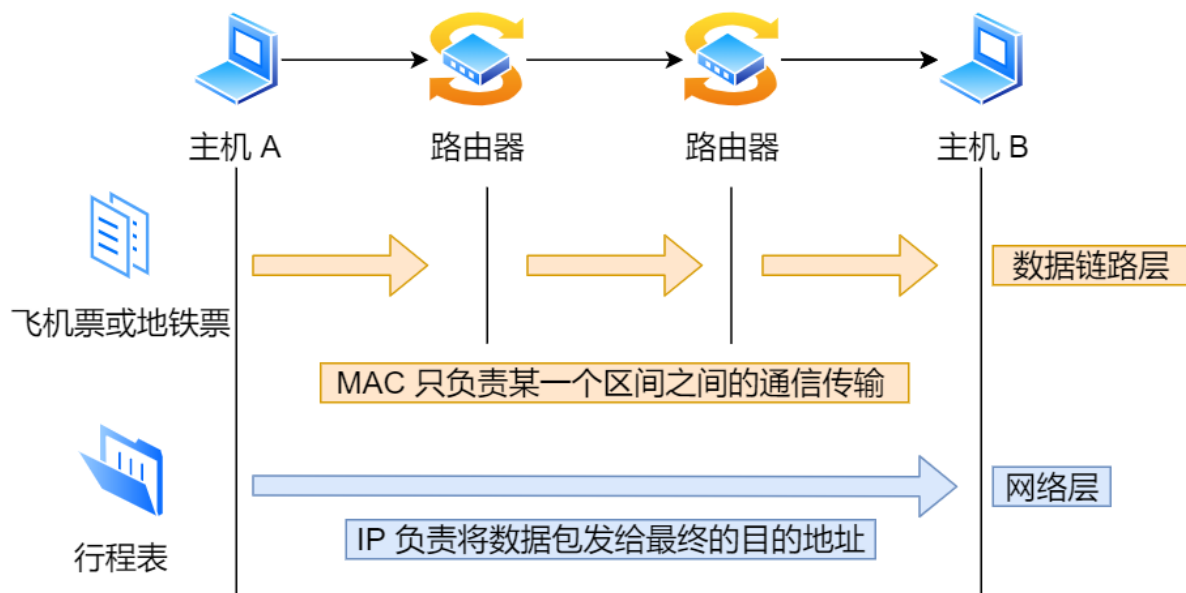 主机 A
路由器
路由器
主机 B
数据链路层
飞机票或地铁票
MAC 只负责某一个区间之间的通信传输
网络层
IP 负责将数据包发给最终的目的地址
行程表